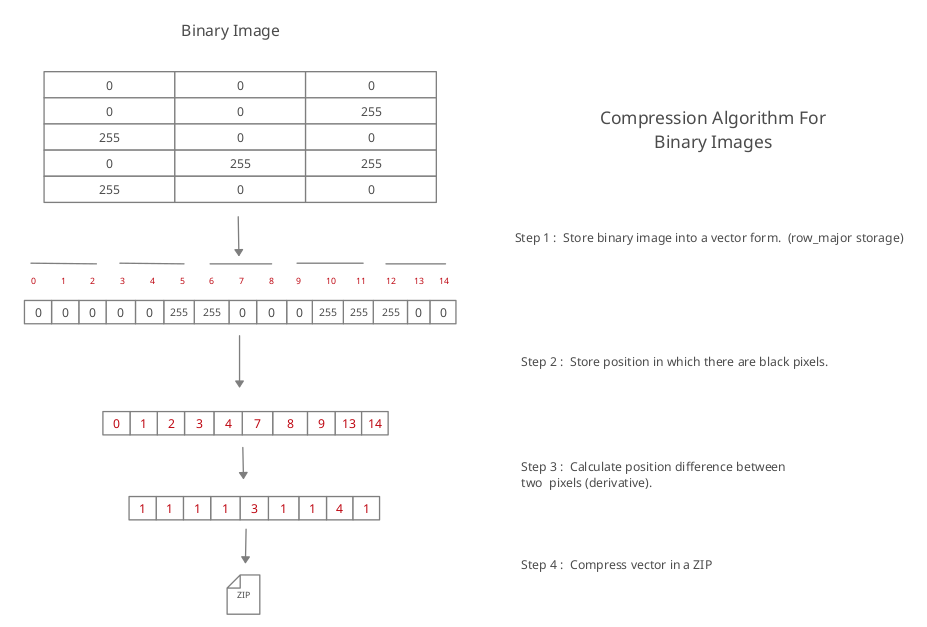 Binary Image
0 0 0
0 0 255
255 0 0
0 255 255
255 0 0
Compression Algorithm For
Binary Images
Step 1 :  Store binary image into a vector form.  (row_major storage)
0 1 2 3 4 5 6 7 8 9 10 11 12 13 14
0 0 0 0 0 255 255 0 0 0 255 255 255 0 0
Step 2 :  Store position in which there are black pixels.
0 1 2 3 4 7 8 9 13 14
Step 3 :  Calculate position difference between
two  pixels (derivative).
1 1 1 1 3 1 1 4 1
Step 4 :  Compress vector in a ZIP
ZIP